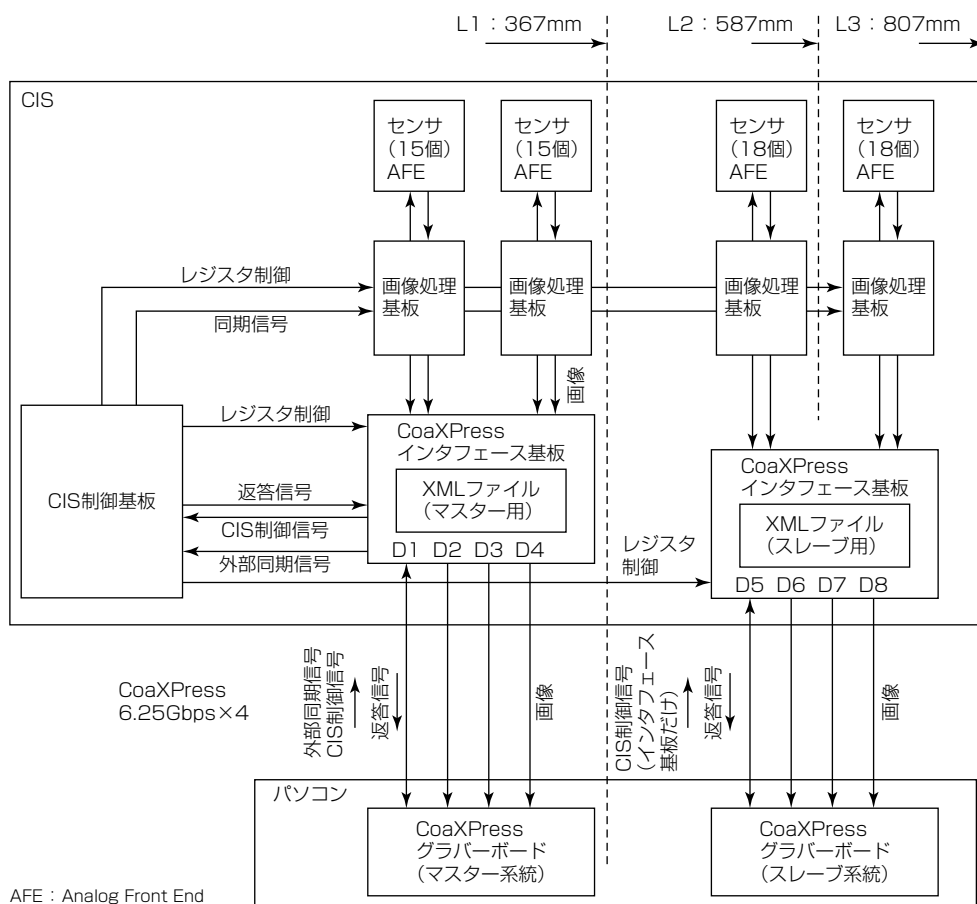 L1：367mm
L2：587mm
L3：807mm
CIS
センサ
（15個）
AFE
センサ
（15個）
AFE
センサ
（18個）
AFE
センサ
（18個）
AFE
レジスタ制御
同期信号
画像処理
基板
画像処理
基板
画像処理
基板
画像処理
基板
画像
CIS制御基板
レジスタ制御
返答信号
CIS制御信号
外部同期信号
CoaXPress
インタフェース基板
XMLファイル
（マスター用）
D1 D2 D3 D4
レジスタ
制御
CoaXPress
インタフェース基板
XMLファイル
（スレーブ用）
D5 D6 D7 D8
CoaXPress
6.25Gbps×4
外部同期信号
CIS制御信号
返答信号
画像
CIS制御信号
（インタフェース
基板だけ）
返答信号
画像
パソコン
CoaXPress
グラバーボード
（マスター系統）
CoaXPress
グラバーボード
（スレーブ系統）
AFE：Analog Front End